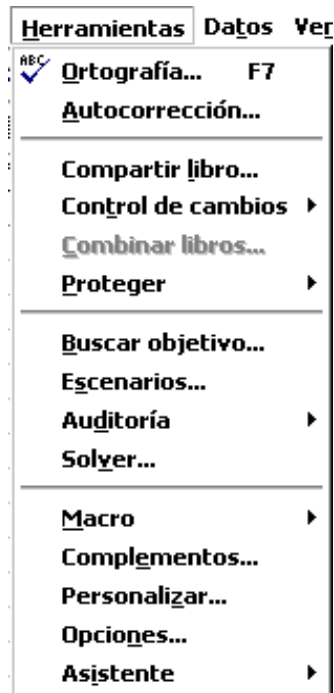 Herramientas Datos Ver
ABC Ortografía... F7
Autocorrección...
Compartir libro...
Control de cambios
Combinar libros...
Proteger
Buscar objetivo...
Escenarios...
Auditoría
Solver...
Macro
Complementos...
Personalizar...
Opciones...
Asistente